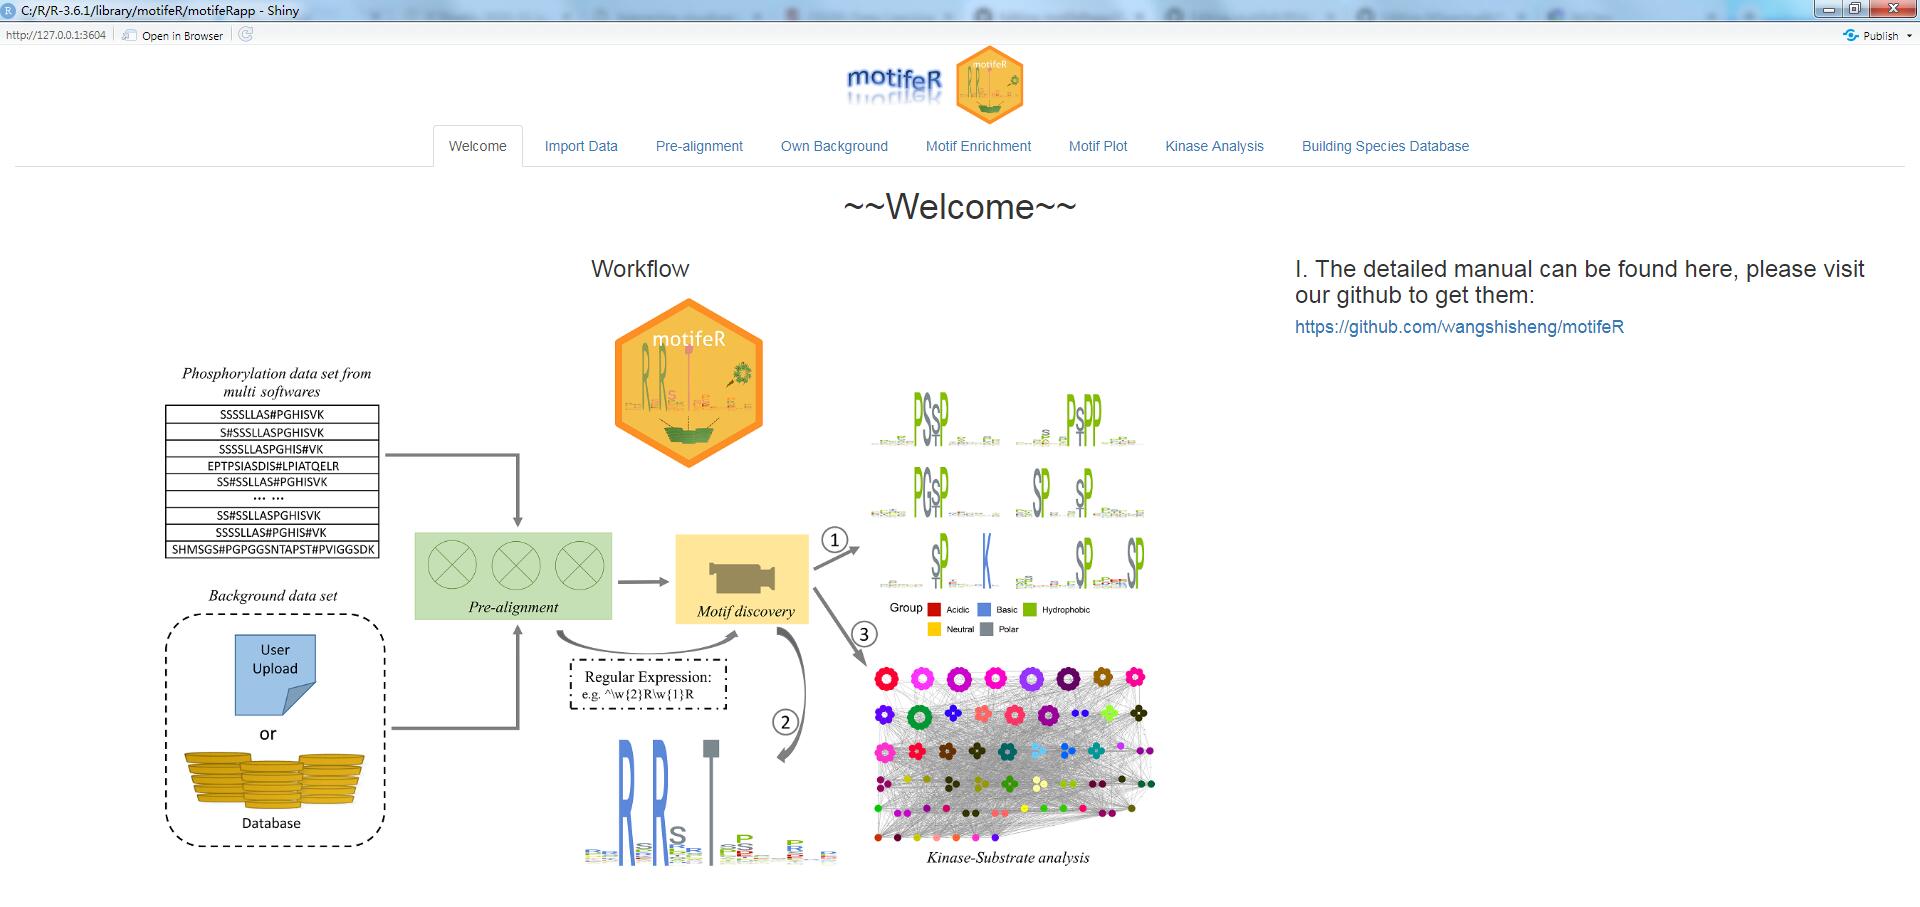 C:/R/R-3.6.1/library/motifeR/motifeRapp - Shiny
http://127.0.0.1:3604
Open in Browser
Publish
motifeR
motifeR
Welcome
Import Data
Pre-alignment
Own Background
Motif Enrichment
Motif Plot
Kinase Analysis
Building Species Database
~~Welcome~~
Workflow
I. The detailed manual can be found here, please visit
our github to get them:
https://github.com/wangshisheng/motifeR
motifeR
Phosphorylation data set from
multi softwares
SSSSLLAS#PGHISVK
S#SSSLLASPGHISVK
SSSSLLASPGHIS#VK
EPTPSIASDIS#LPIATQELR
SS#SSLLAS#PGHISVK
... ...
SS#SSLLASPGHISVK
SSSSLLAS#PGHIS#VK
SHMSGS#PGPGGSNTAPST#PVIGGSDK
Background data set
User
Upload
or
Database
Pre-alignment
Motif discovery
Regular Expression:
e.g. ^\w{2}R\w{1}R
1
2
3
Group
Acidic
Basic
Hydrophobic
Neutral
Polar
Kinase-Substrate analysis